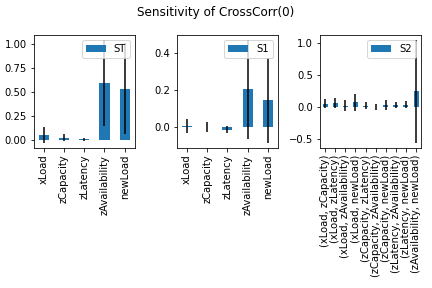 Sensitivity of CrossCorr(0)
ST
1.00
0.75
0.50
0.25
0.00
xLoad
zCapacity
zLatency
zAvailability
newLoad
S1
0.4
0.2
0.0
xLoad
zCapacity
zLatency
zAvailability
newLoad
S2
1.0
0.5
0.0
−0.5
(xLoad, zCapacity)
(xLoad, zLatency)
(xLoad, zAvailability)
(xLoad, newLoad)
(zCapacity, zLatency)
(zCapacity, zAvailability)
(zCapacity, newLoad)
(zLatency, zAvailability)
(zLatency, newLoad)
(zAvailability, newLoad)